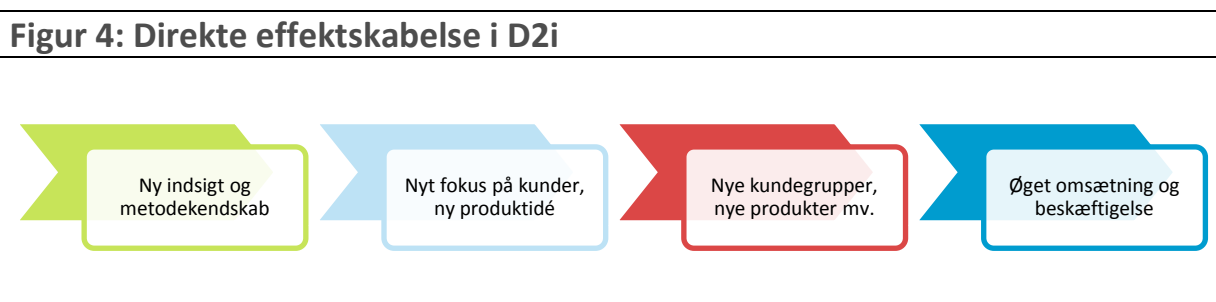 Figur 4: Direkte effektskabelse i D2i
Ny indsigt og
metodekendskab
Nyt fokus på kunder,
ny produktidé
Nye kundegrupper,
nye produkter mv.
Øget omsætning og
beskæftigelse